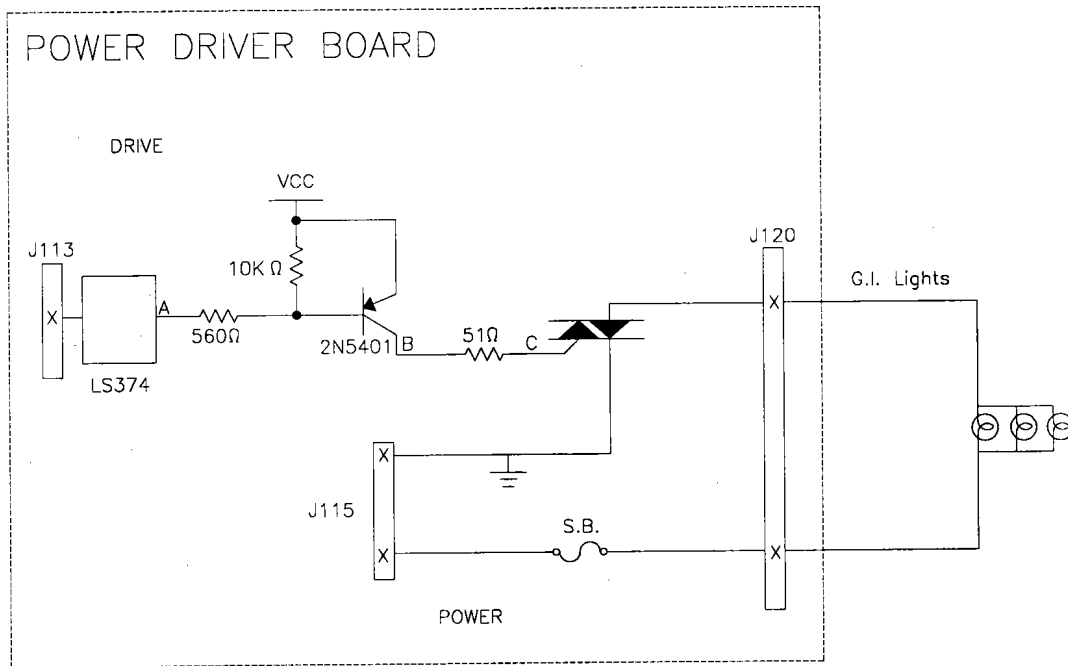 POWER DRIVER BOARD
DRIVE
VCC
J113
10K Ω
J120
G.I. Lights
X
A
X
560Ω
2N5401
B
51Ω
C
LS374
X
J115
S.B.
X
X
POWER